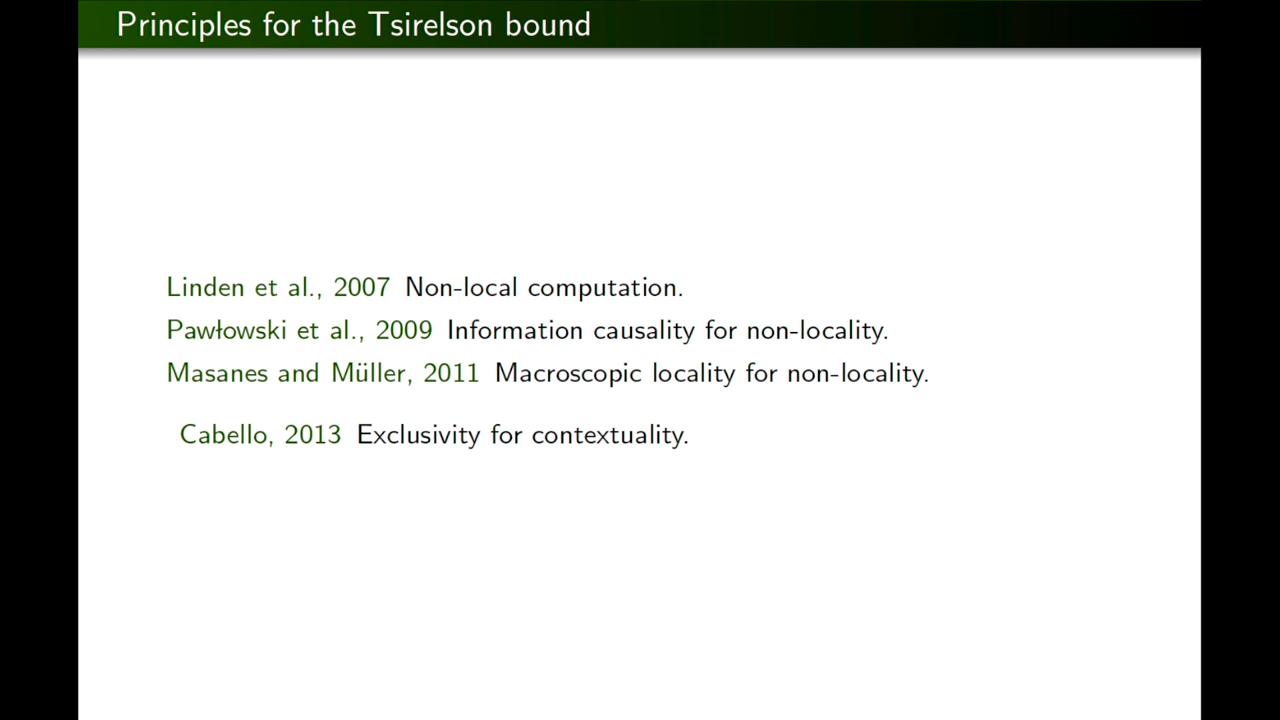 Principles for the Tsirelson bound
Linden et al., 2007 Non-local computation.
Pawłowski et al., 2009 Information causality for non-locality.
Masanes and Müller, 2011 Macroscopic locality for non-locality.
Cabello, 2013 Exclusivity for contextuality.